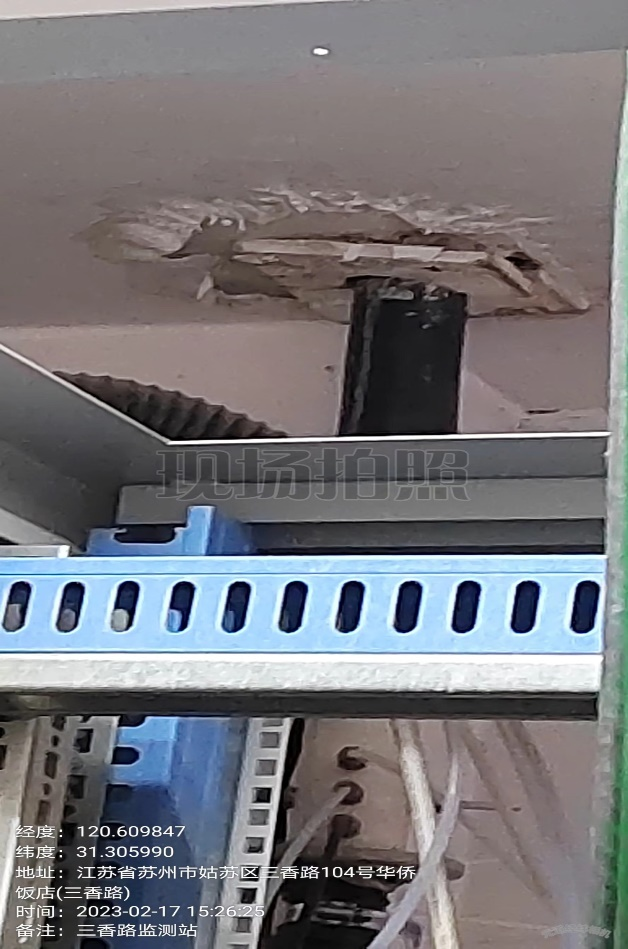 现场拍照
经度：120.609847
纬度：31.305990
地址：江苏省苏州市姑苏区三香路104号华侨
饭店(三香路)
时间：2023-02-17 15:26:25
备注：三香路监测站